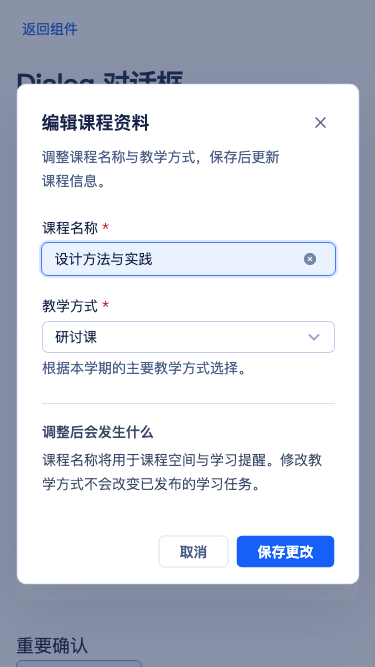 返回组件
Dialog 对话框
编辑课程资料
调整课程名称与教学方式，保存后更新
课程信息。
课程名称 *
设计方法与实践
教学方式 *
研讨课
根据本学期的主要教学方式选择。
调整后会发生什么
课程名称将用于课程空间与学习提醒。修改教
学方式不会改变已发布的学习任务。
取消
保存更改
重要确认